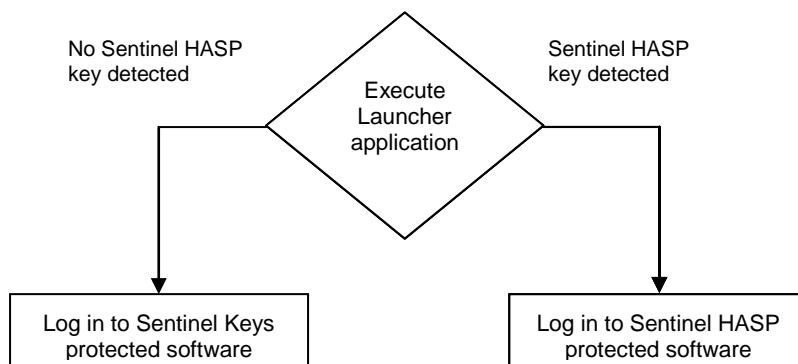 No Sentinel HASP
key detected
Sentinel HASP
key detected
Execute
Launcher
application
Log in to Sentinel Keys
protected software
Log in to Sentinel HASP
protected software